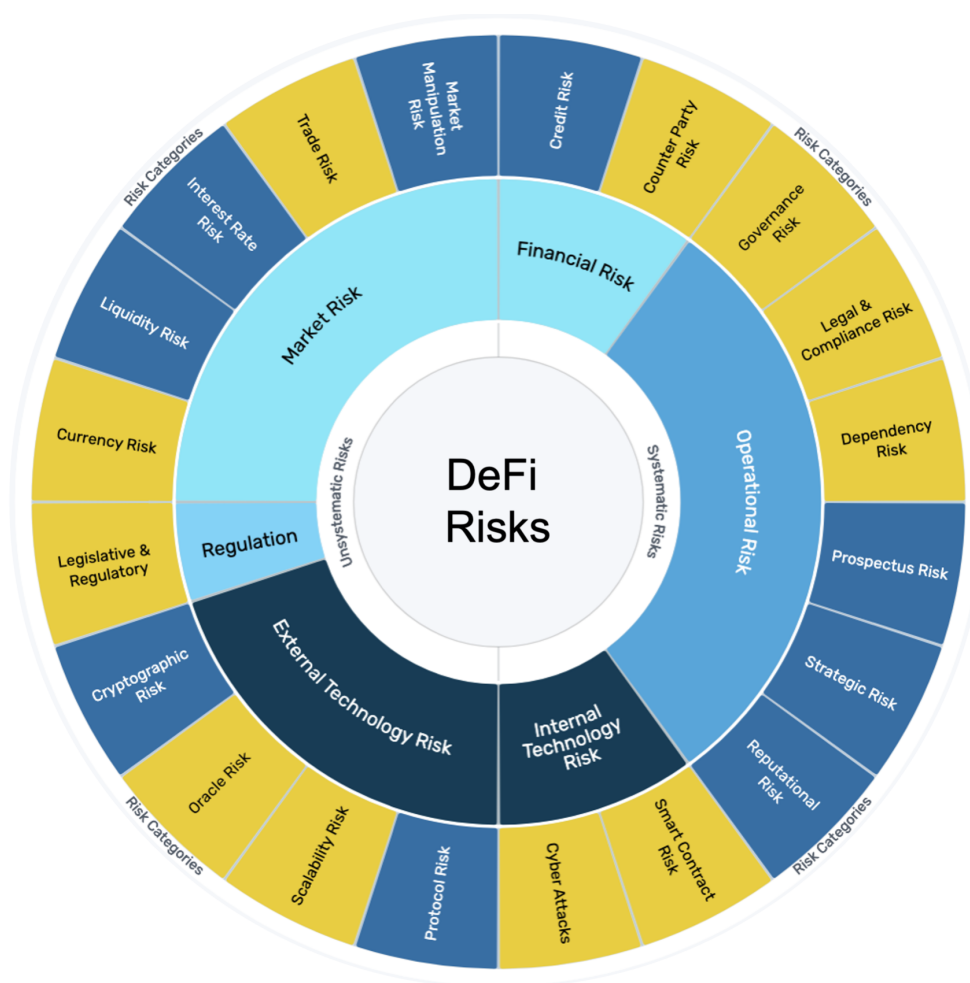 DeFi
Risks
Unsystematic Risks
Systematic Risks
Market Risk
Financial Risk
Operational Risk
Internal
Technology
Risk
External Technology Risk
Regulation
Risk Categories
Risk Categories
Risk Categories
Risk Categories
Credit Risk
Counter Party
Risk
Governance
Risk
Legal &
Compliance Risk
Dependency
Risk
Prospectus Risk
Strategic Risk
Reputational
Risk
Smart Contract
Risk
Cyber Attacks
Protocol Risk
Scalability Risk
Oracle Risk
Cryptographic
Risk
Legislative &
Regulatory
Currency Risk
Liquidity Risk
Interest Rate
Risk
Trade Risk
Market
Manipulation
Risk